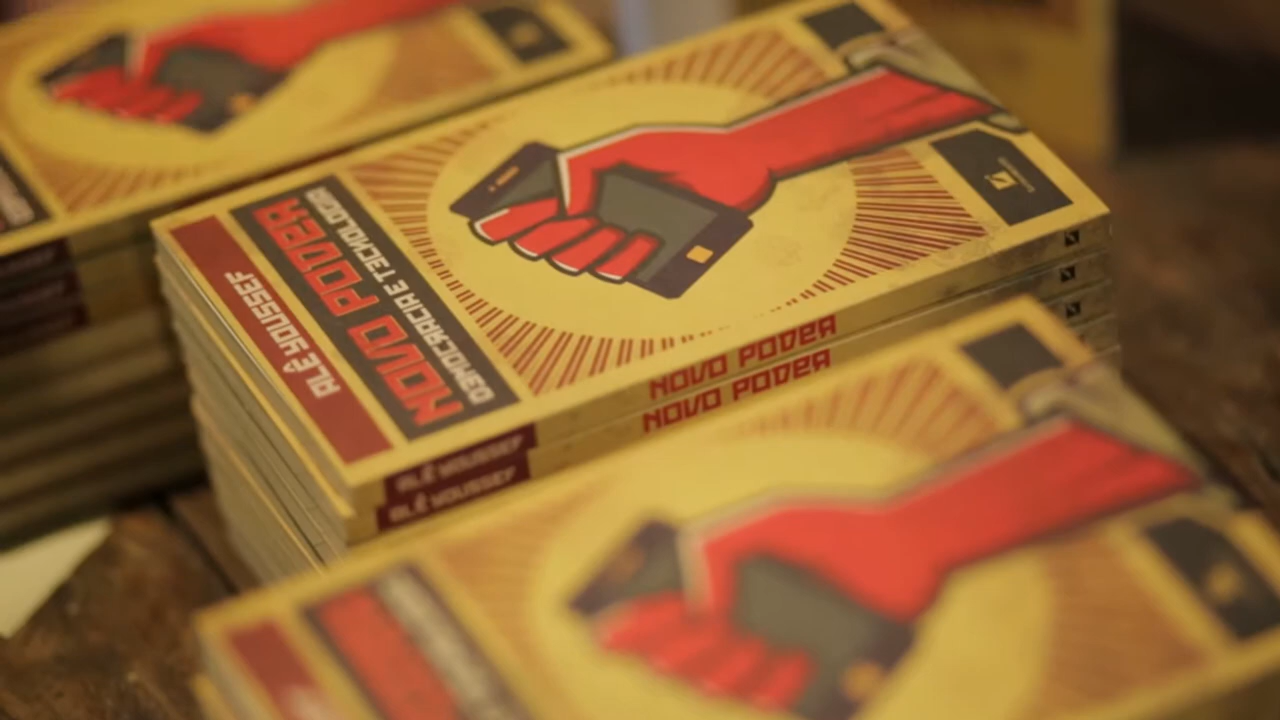 ALÊ YOUSSEF
NOVO PODER
DEMOCRACIA E TECNOLOGIA
ALÊ YOUSSEF NOVO PODER
ALÊ YOUSSEF NOVO PODER